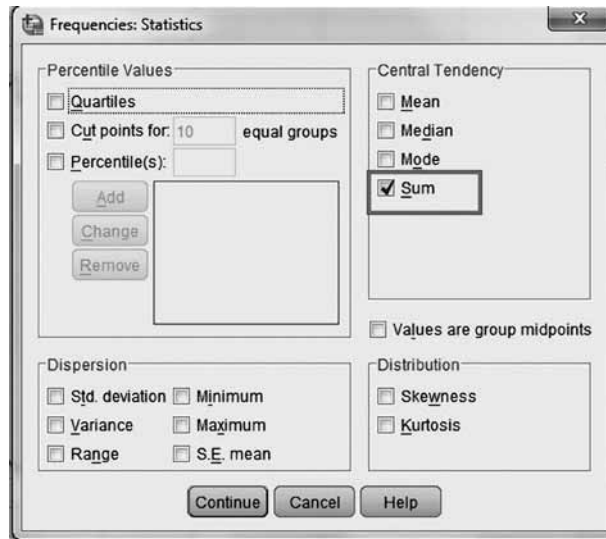 Frequencies: Statistics
Percentile Values
Quartiles
Cut points for: 10 equal groups
Percentile(s):
Add
Change
Remove
Central Tendency
Mean
Median
Mode
Sum
Values are group midpoints
Dispersion
Std. deviation Minimum
Variance Maximum
Range S.E. mean
Distribution
Skewness
Kurtosis
Continue Cancel Help